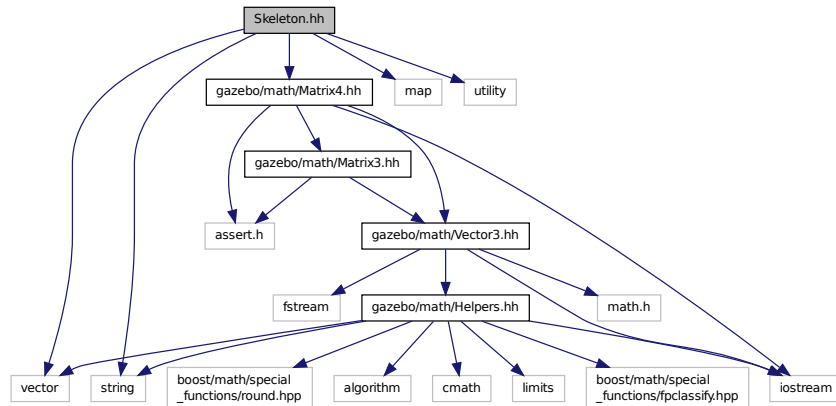 Skeleton.hh
gazebo/math/Matrix4.hh
map
utility
gazebo/math/Matrix3.hh
assert.h
gazebo/math/Vector3.hh
fstream
gazebo/math/Helpers.hh
math.h
vector
string
boost/math/special
_functions/round.hpp
algorithm
cmath
limits
boost/math/special
_functions/fpclassify.hpp
iostream